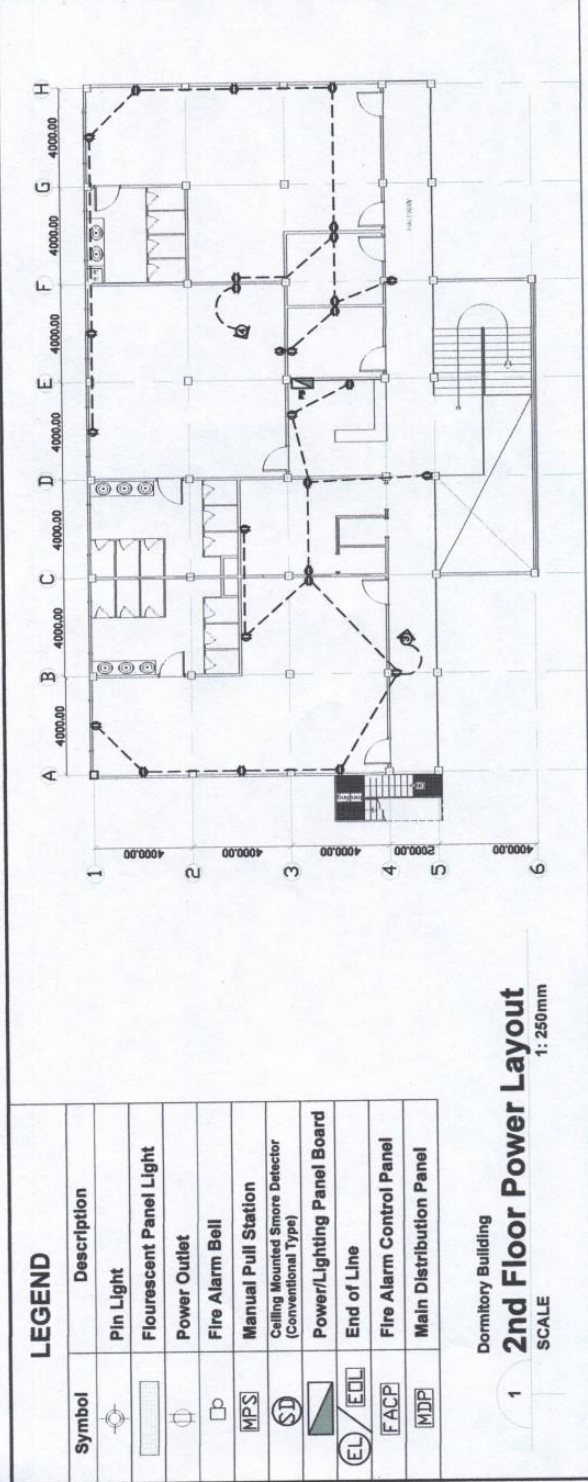 LEGEND
Symbol
Description
Pin Light
Flourescent Panel Light
Power Outlet
Fire Alarm Bell
MPS
Manual Pull Station
SD
Ceiling Mounted Smore Detector
(Conventional Type)
Power/Lighting Panel Board
EL/EOL
End of Line
FACP
Fire Alarm Control Panel
MDP
Main Distribution Panel
Dormitory Building
1
2nd Floor Power Layout
SCALE
1: 250mm
A
B
C
D
E
F
G
H
4000.00
4000.00
4000.00
4000.00
4000.00
4000.00
4000.00
1
2
3
4
5
6
4000.00
4000.00
4000.00
2000.00
4000.00
PB
4
3
HALLWAY